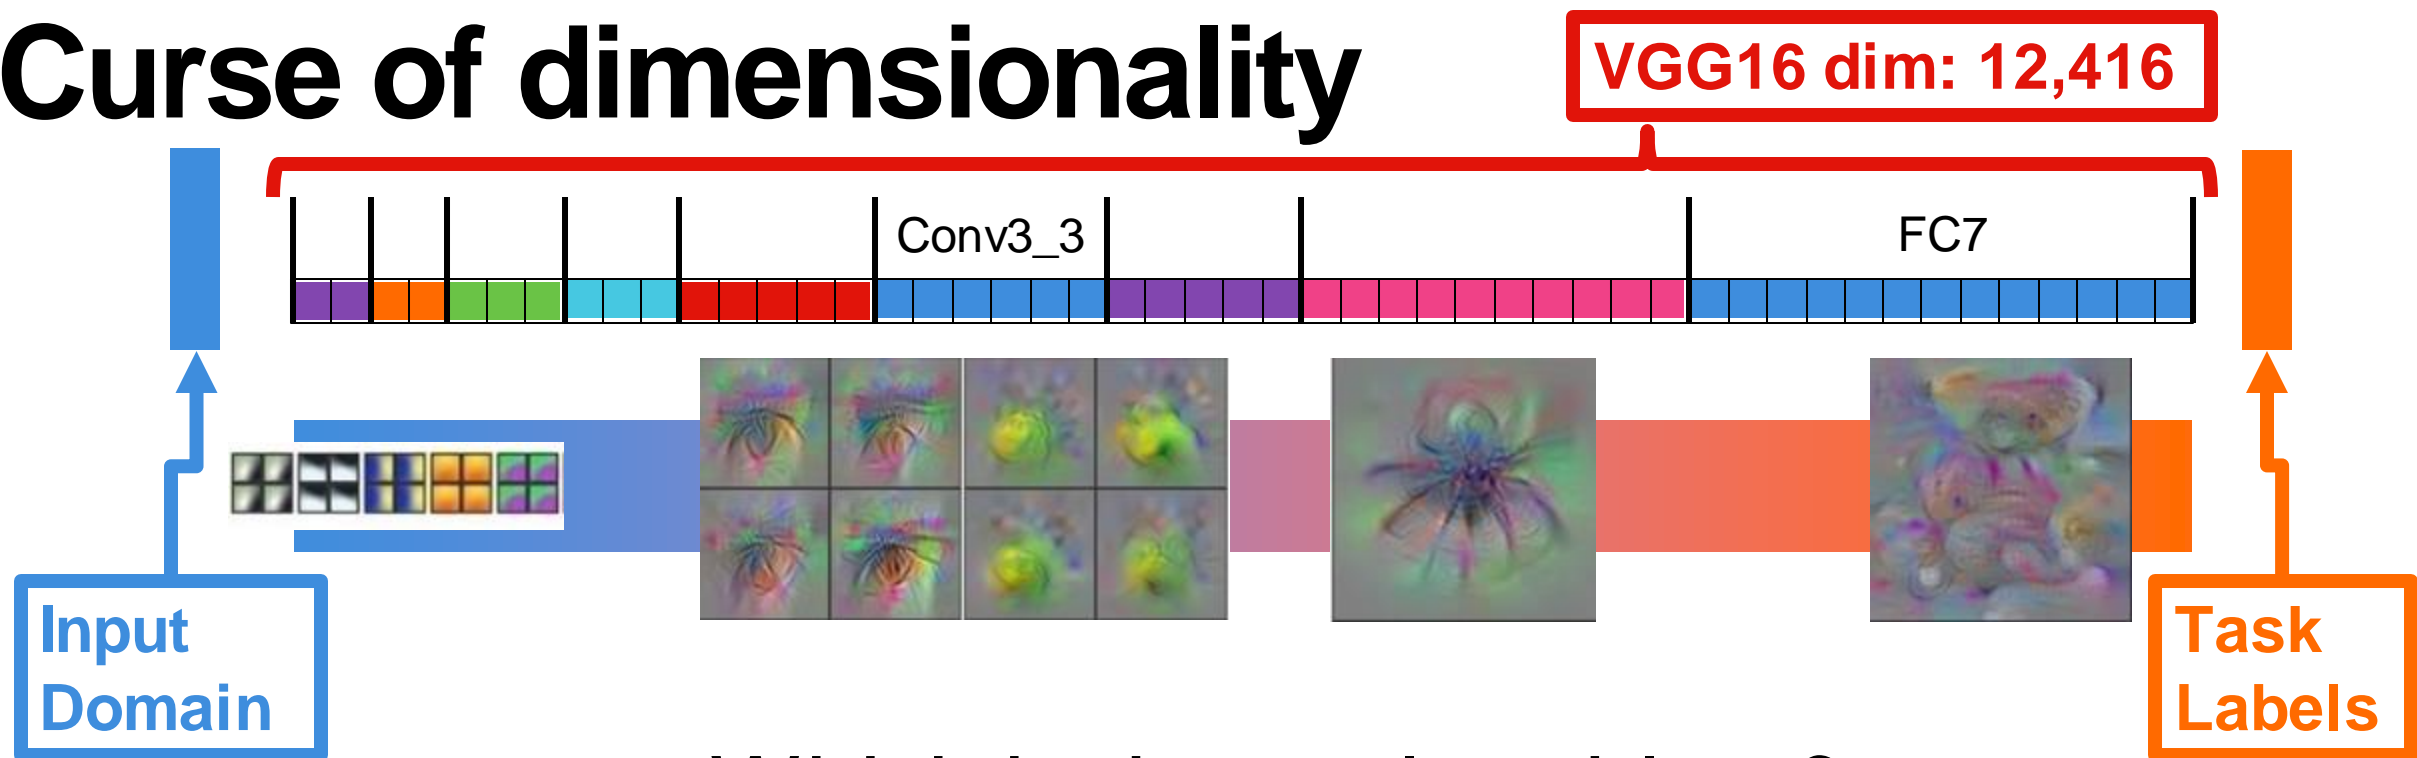 Curse of dimensionality
VGG16 dim: 12,416
Conv3_3
FC7
Input
Domain
Task
Labels